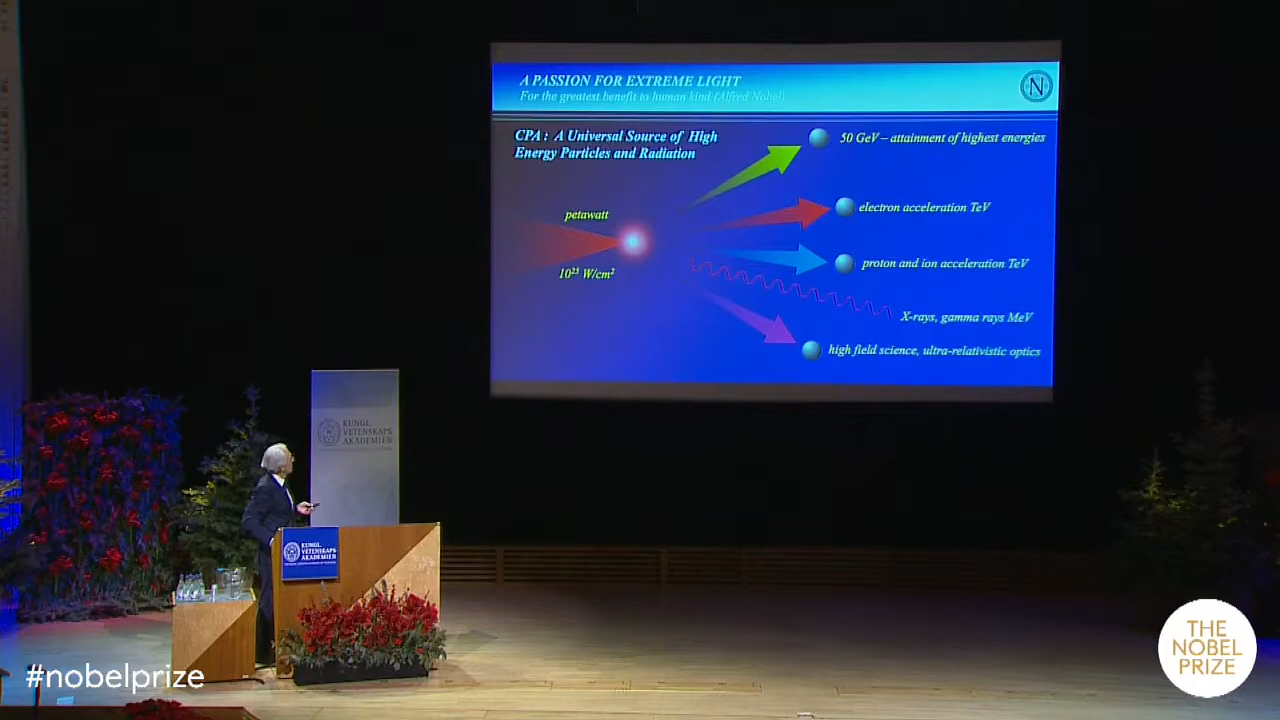 A PASSION FOR EXTREME LIGHT
For the greatest benefit to human kind (Alfred Nobel)
N
CPA : A Universal Source of HIgh
Energy Particles and Radiation
50 GeV – attainment of highest energies
petawatt
electron acceleration TeV
10²³ W/cm²
proton and ion acceleration TeV
X-rays, gamma rays MeV
high field science, ultra-relativistic optics
KUNGL.
VETENSKAPS
AKADEMIEN
KUNGL.
VETENSKAPS
AKADEMIEN
#nobelprize
THE
NOBEL
PRIZE